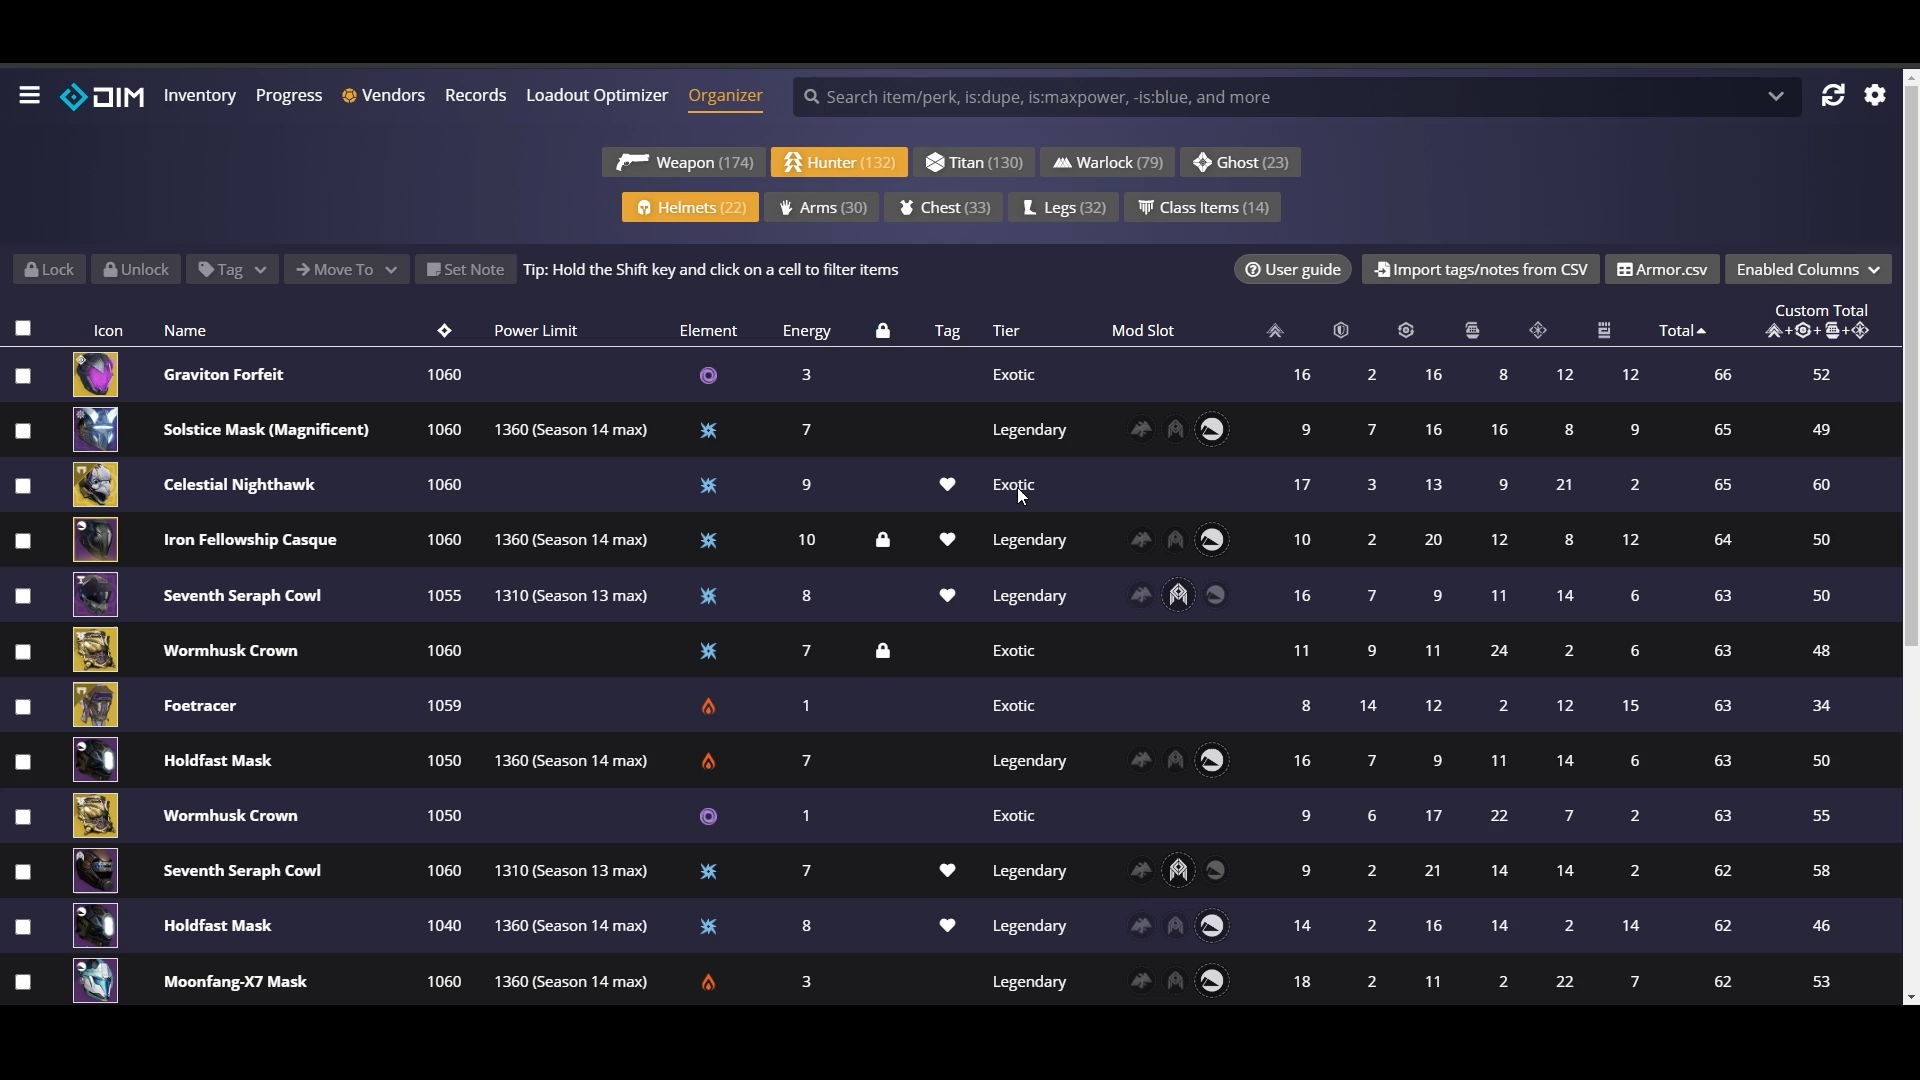 DIM Inventory Progress Vendors Records Loadout Optimizer Organizer Search item/perk, is:dupe, is:maxpower, -is:blue, and more
Weapon (174) Hunter (132) Titan (130) Warlock (79) Ghost (23)
Helmets (22) Arms (30) Chest (33) Legs (32) Class Items (14)
Lock Unlock Tag Move To Set Note Tip: Hold the Shift key and click on a cell to filter items User guide Import tags/notes from CSV Armor.csv Enabled Columns
Custom Total
Icon Name Power Limit Element Energy Tag Tier Mod Slot Total + + +
Graviton Forfeit 1060 3 Exotic 16 2 16 8 12 12 66 52
Solstice Mask (Magnificent) 1060 1360 (Season 14 max) 7 Legendary 9 7 16 16 8 9 65 49
Celestial Nighthawk 1060 9 Exotic 17 3 13 9 21 2 65 60
Iron Fellowship Casque 1060 1360 (Season 14 max) 10 Legendary 10 2 20 12 8 12 64 50
Seventh Seraph Cowl 1055 1310 (Season 13 max) 8 Legendary 16 7 9 11 14 6 63 50
Wormhusk Crown 1060 7 Exotic 11 9 11 24 2 6 63 48
Foetracer 1059 1 Exotic 8 14 12 2 12 15 63 34
Holdfast Mask 1050 1360 (Season 14 max) 7 Legendary 16 7 9 11 14 6 63 50
Wormhusk Crown 1050 1 Exotic 9 6 17 22 7 2 63 55
Seventh Seraph Cowl 1060 1310 (Season 13 max) 7 Legendary 9 2 21 14 14 2 62 58
Holdfast Mask 1040 1360 (Season 14 max) 8 Legendary 14 2 16 14 2 14 62 46
Moonfang-X7 Mask 1060 1360 (Season 14 max) 3 Legendary 18 2 11 2 22 7 62 53